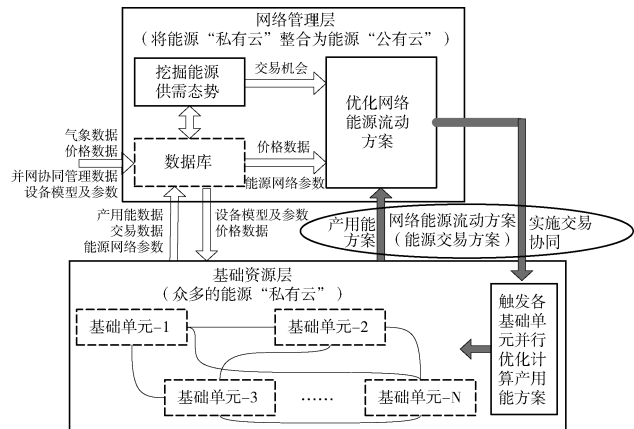 网络管理层
（将能源“私有云”整合为能源“公有云”）
挖掘能源
供需态势
交易机会
优化网络
能源流动
方案
气象数据
价格数据
并网协同管理数据
设备模型及参数
数据库
价格数据
能源网络参数
产用能数据
交易数据
能源网络参数
设备模型及参数
价格数据
产用能
方案
网络能源流动方案
（能源交易方案）
实施交易
协同
基础资源层
（众多的能源“私有云”）
基础单元-1
基础单元-2
基础单元-3
……
基础单元-N
触发各
基础单
元并行
优化计
算产用
能方案